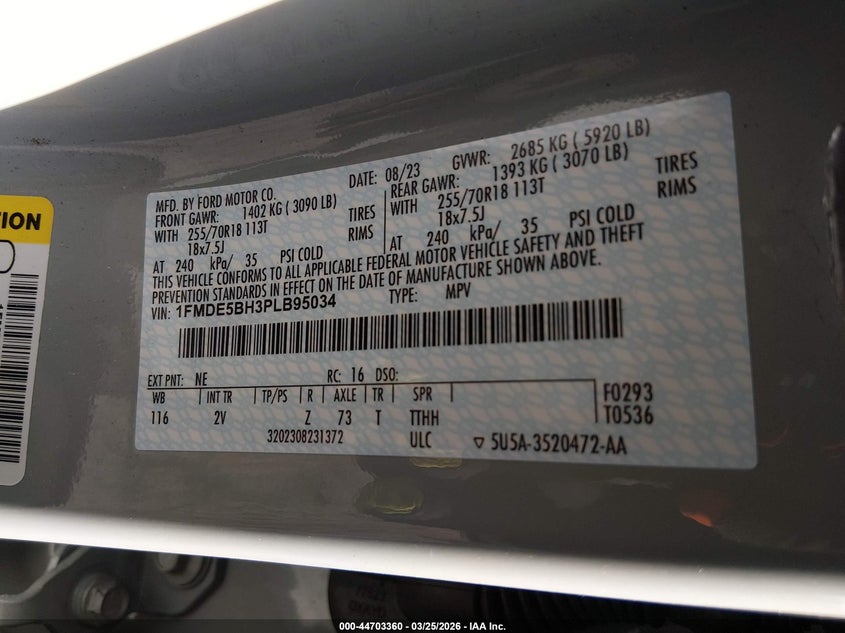 TION
MFD. BY FORD MOTOR CO. DATE: 08/23 GVWR: 2685 KG ( 5920 LB)
FRONT GAWR: 1402 KG ( 3090 LB) REAR GAWR: 1393 KG ( 3070 LB)
WITH 255/70R18 113T TIRES WITH 255/70R18 113T TIRES
18x7.5J RIMS 18x7.5J RIMS
AT 240 kPa/ 35 PSI COLD AT 240 kPa/ 35 PSI COLD
THIS VEHICLE CONFORMS TO ALL APPLICABLE FEDERAL MOTOR VEHICLE SAFETY AND THEFT
PREVENTION STANDARDS IN EFFECT ON THE DATE OF MANUFACTURE SHOWN ABOVE.
VIN: 1FMDE5BH3PLB95034 TYPE: MPV
EXT PNT: NE RC: 16 DSO:
WB INT TR TP/PS R AXLE TR SPR F0293
116 2V Z 73 T TTHH T0536
3202308231372 ULC ▽ 5U5A-3520472-AA
000-44703360 | 03/25/2026 - IAA Inc.